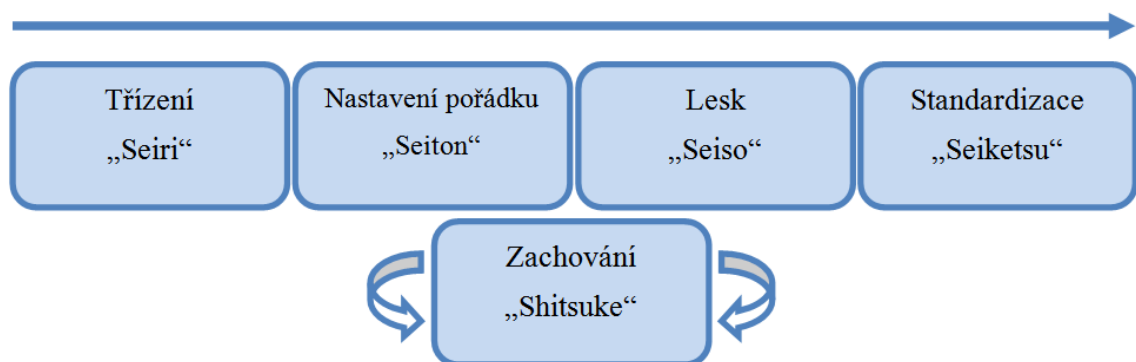 Třízení
„Seiri“
Nastavení pořádku
„Seiton“
Lesk
„Seiso“
Standardizace
„Seiketsu“
Zachování
„Shitsuke“